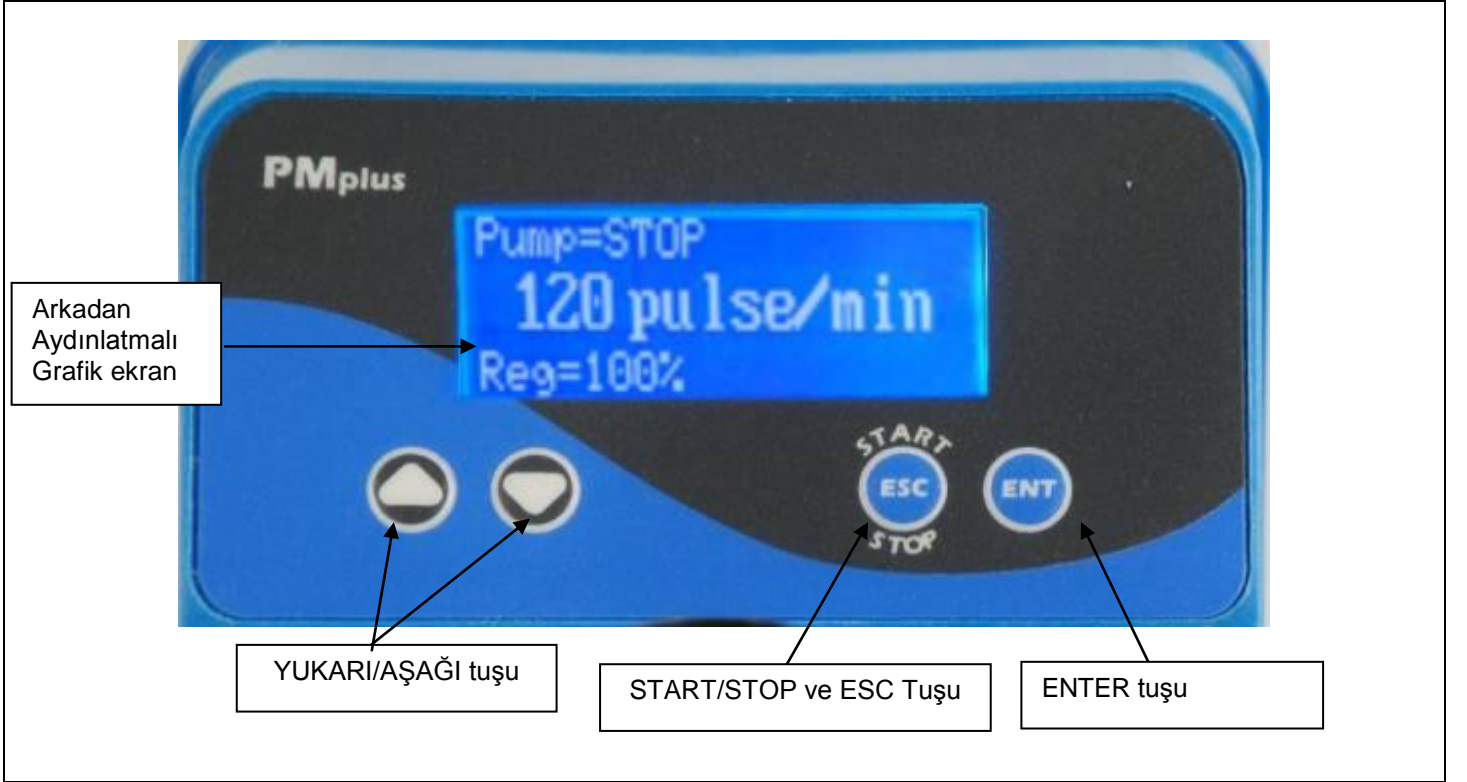 PMplus
Pump=STOP
120 pulse/min
Reg=100%
Arkadan
Aydınlatmalı
Grafik ekran
START
ESC
STOP
ENT
YUKARI/AŞAĞI tuşu
START/STOP ve ESC Tuşu
ENTER tuşu